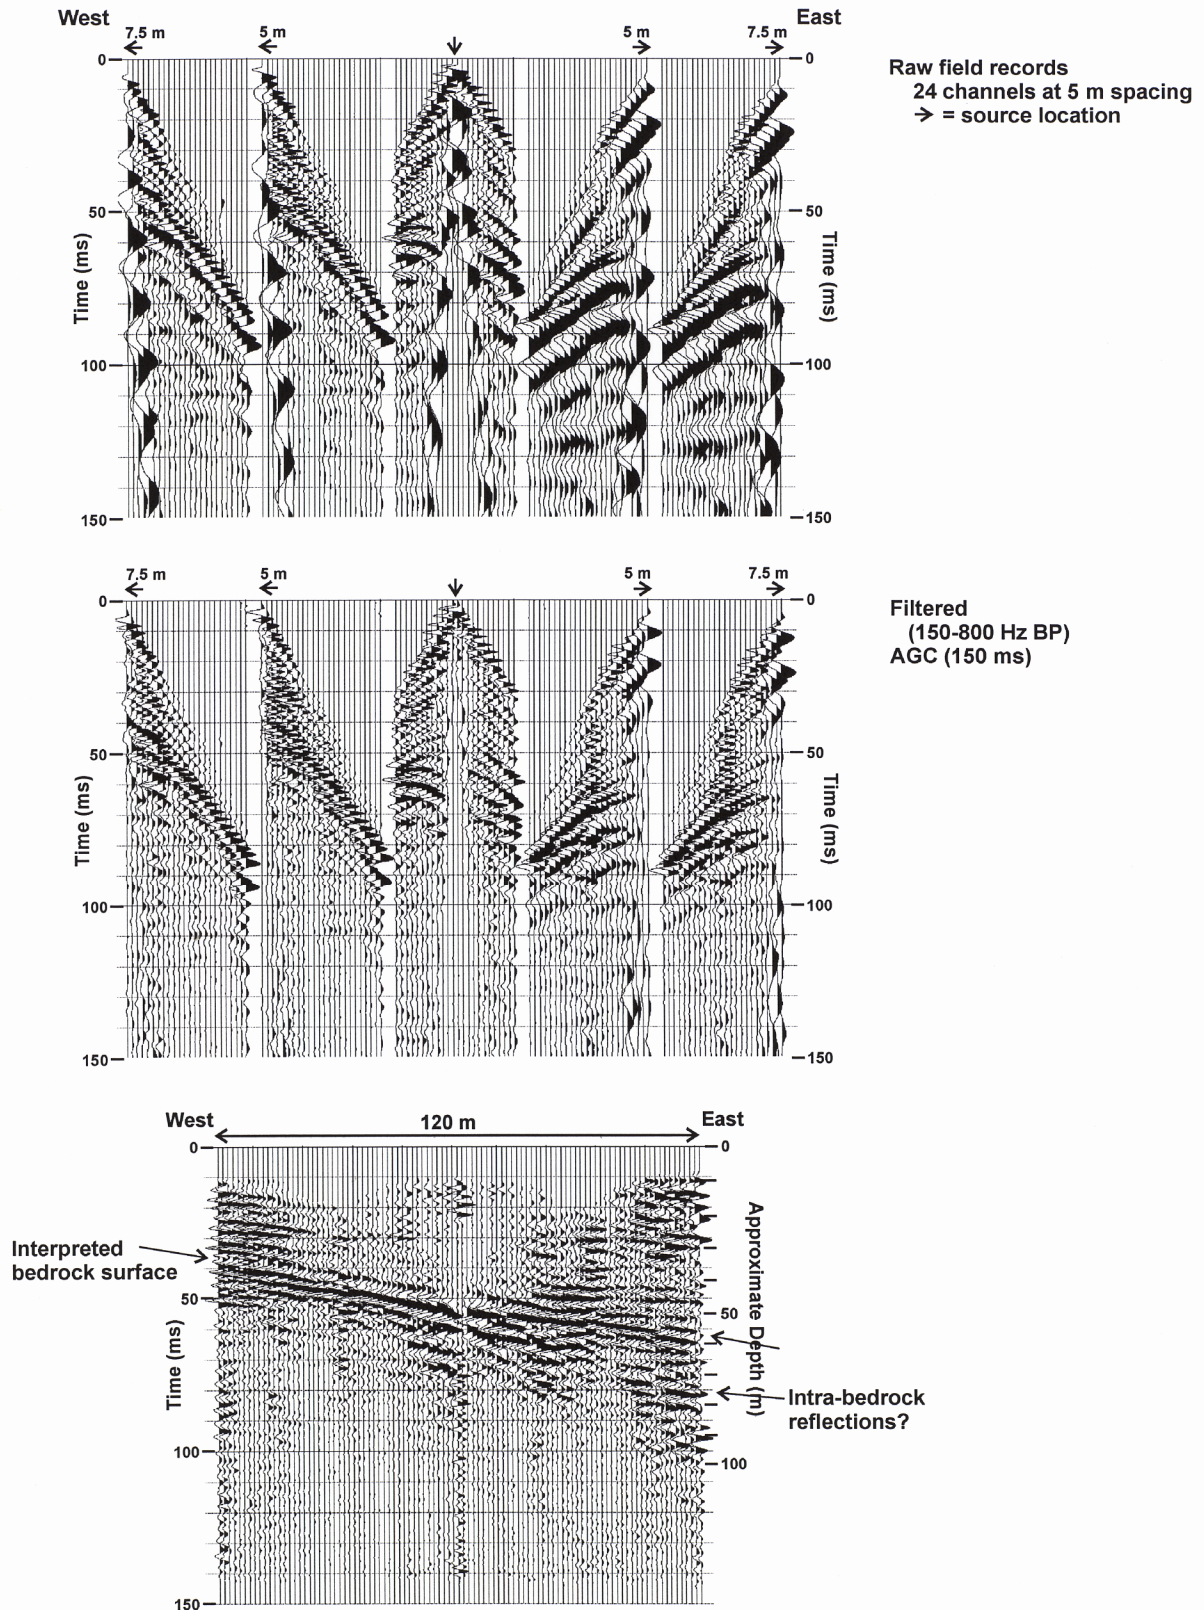 West
East
7.5 m
5 m
5 m
7.5 m
0
0
Raw field records
24 channels at 5 m spacing
→ = source location
50
50
Time (ms)
Time (ms)
100
100
150
150
7.5 m
5 m
5 m
7.5 m
0
0
Filtered
(150-800 Hz BP)
AGC (150 ms)
50
50
Time (ms)
Time (ms)
100
100
150
150
West
120 m
East
0
0
Interpreted
bedrock surface
Approximate Depth (m)
50
50
Time (ms)
Intra-bedrock
reflections?
100
100
150